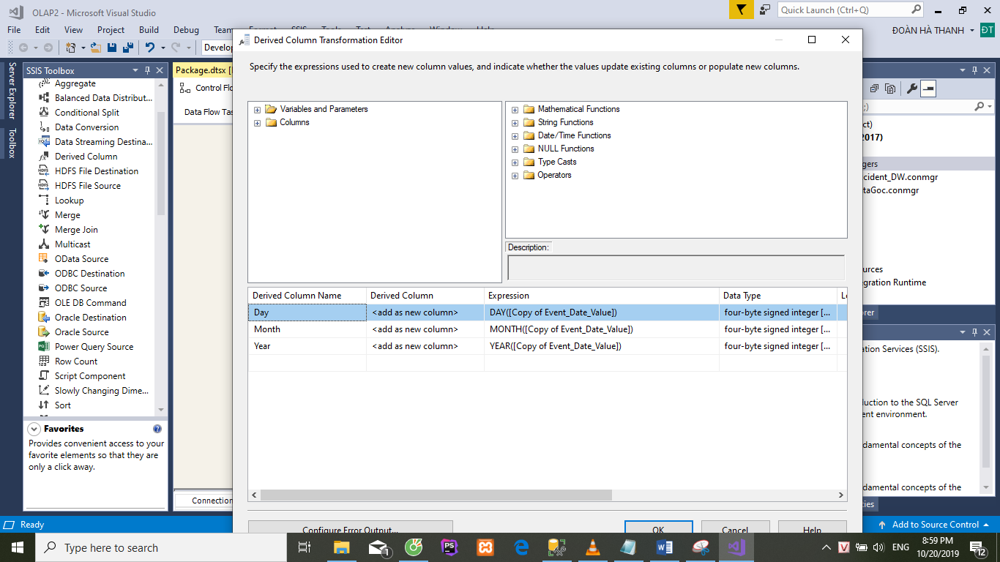 OLAP2 - Microsoft Visual Studio
Quick Launch (Ctrl+Q)
File Edit View Project Build Debug
ĐOÀN HÀ THANH ĐT
Develop
Derived Column Transformation Editor
Specify the expressions used to create new column values, and indicate whether the values update existing columns or populate new columns.
Server Explorer
Toolbox
SSIS Toolbox
Aggregate
Balanced Data Distribut...
Conditional Split
Data Conversion
Data Streaming Destina...
Derived Column
HDFS File Destination
HDFS File Source
Lookup
Merge
Merge Join
Multicast
OData Source
ODBC Destination
ODBC Source
OLE DB Command
Oracle Destination
Oracle Source
Power Query Source
Row Count
Script Component
Slowly Changing Dime...
Sort
Favorites
Provides convenient access to your
favorite elements so that they are
only a click away.
Package.dtsx [
Control Flo
Data Flow Tas
Connection
Variables and Parameters
Columns
Mathematical Functions
String Functions
Date/Time Functions
NULL Functions
Type Casts
Operators
Description:
Derived Column Name Derived Column Expression Data Type Le
Day <add as new column> DAY([Copy of Event_Date_Value]) four-byte signed integer [...
Month <add as new column> MONTH([Copy of Event_Date_Value]) four-byte signed integer [...
Year <add as new column> YEAR([Copy of Event_Date_Value]) four-byte signed integer [...
Configure Error Output...
OK Cancel Help
;)
ct)
2017)
gers
cident_DW.conmgr
taGoc.conmgr
urces
gration Runtime
rer
ation Services (SSIS).
duction to the SQL Server
ent environment.
damental concepts of the
damental concepts of the
ties
Ready
Add to Source Control
Type here to search
1
PS
V
ENG
8:59 PM
10/20/2019
12